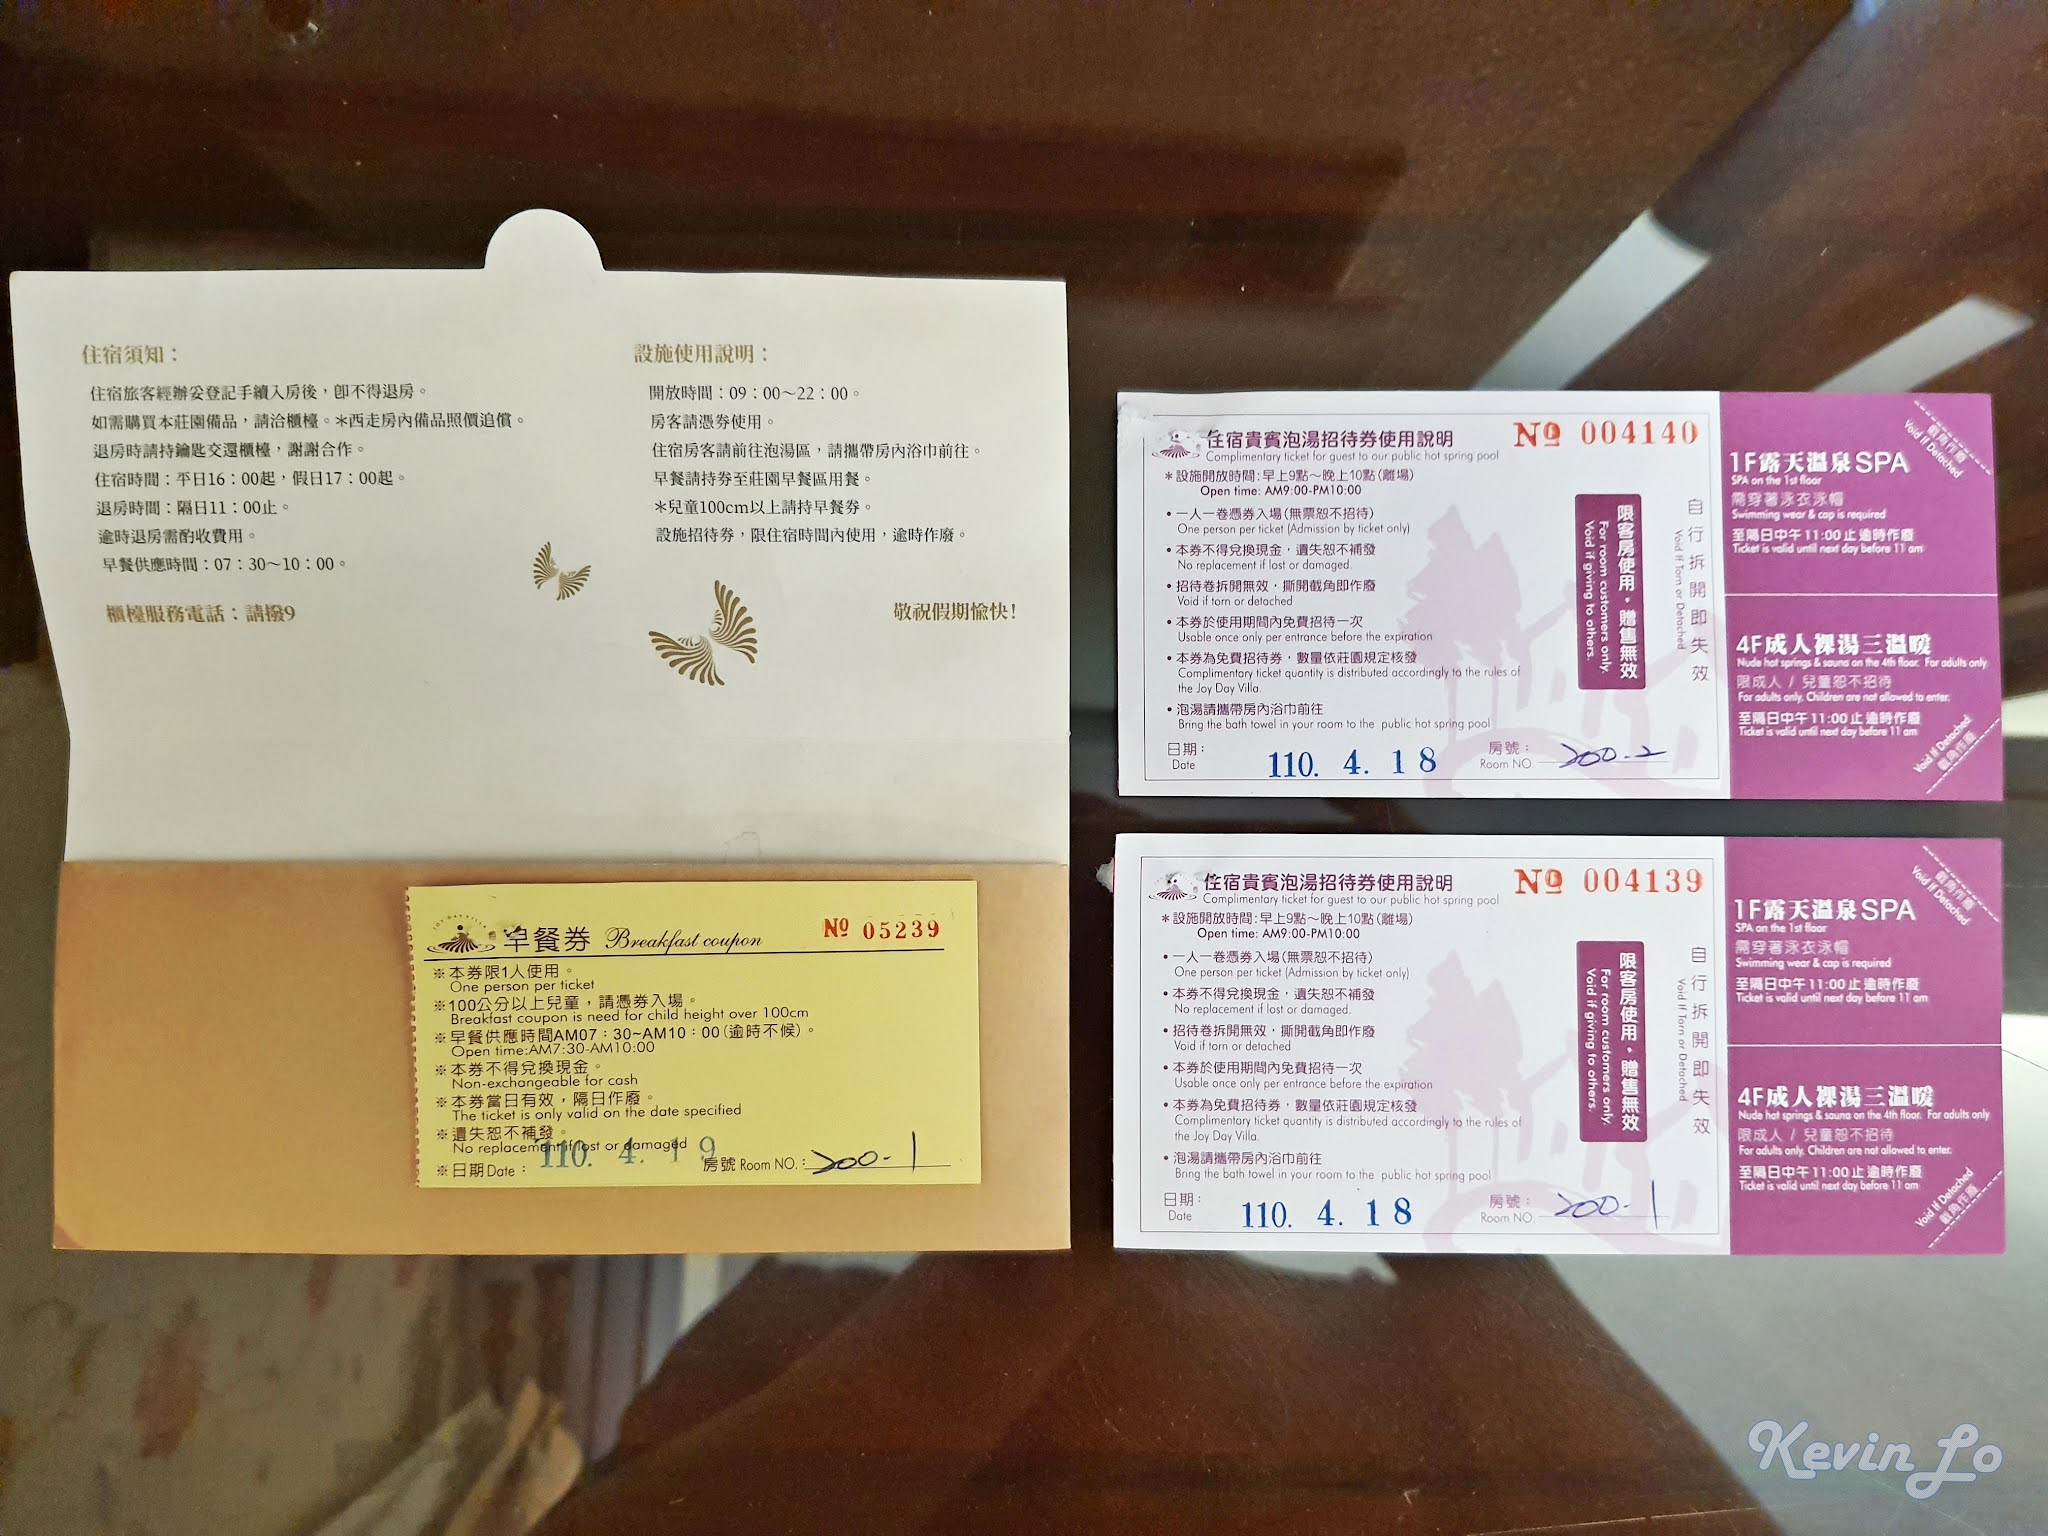 住宿須知：
住宿旅客經辦妥登記手續入房後，即不得退房。
如需購買本莊園備品，請洽櫃檯。＊西走房內備品照價追償。
退房時請持鑰匙交還櫃檯，謝謝合作。
住宿時間：平日16：00起，假日17：00起。
退房時間：隔日11：00止。
逾時退房需酌收費用。
早餐供應時間：07：30～10：00。
櫃檯服務電話：請撥9
設施使用說明：
開放時間：09：00～22：00。
房客請憑券使用。
住宿房客請前往泡湯區，請攜帶房內浴巾前往。
早餐請持券至莊園早餐區用餐。
＊兒童100cm以上請持早餐券。
設施招待券，限住宿時間內使用，逾時作廢。
敬祝假期愉快！
JOY DAY VILLA
早餐券 Breakfast coupon
№ 05239
※本券限1人使用。
One person per ticket
※100公分以上兒童，請憑券入場。
Breakfast coupon is need for child height over 100cm
※早餐供應時間AM07：30~AM10：00(逾時不候)。
Open time:AM7:30-AM10:00
※本券不得兌換現金。
Non-exchangeable for cash
※本券當日有效，隔日作廢。
The ticket is only valid on the date specified
※遺失恕不補發。
No replacement if lost or damaged
※日期Date： 110. 4. 19 房號 Room NO.： 200-1
住宿貴賓泡湯招待券使用說明
Complimentary ticket for guest to our public hot spring pool
№ 004140
＊設施開放時間:早上9點～晚上10點(離場)
Open time: AM9:00-PM10:00
•一人一卷憑券入場(無票恕不招待)
One person per ticket (Admission by ticket only)
•本券不得兌換現金，遺失恕不補發
No replacement if lost or damaged.
•招待卷拆開無效，撕開截角即作廢
Void if torn or detached
•本券於使用期間內免費招待一次
Usable once only per entrance before the expiration
•本券為免費招待券，數量依莊園規定核發
Complimentary ticket quantity is distributed accordingly to the rules of
the Joy Day Villa.
•泡湯請攜帶房內浴巾前往
Bring the bath towel in your room to the public hot spring pool
日期：
Date
110. 4. 18
房號：
Room NO.
200-2
限客房使用，贈售無效
For room customers only.
Void if giving to others.
自行拆開即失效
Void if Torn or Detached
1F露天溫泉SPA
SPA on the 1st floor
需穿著泳衣泳帽
Swimming wear & cap is required
至隔日中午11:00止 逾時作廢
Ticket is valid until next day before 11 am
截角作廢
Void If Detached
4F成人裸湯三溫暖
Nude hot springs & sauna on the 4th floor. For adults only
限成人 / 兒童恕不招待
For adults only. Children are not allowed to enter.
至隔日中午11:00止 逾時作廢
Ticket is valid until next day before 11am
Void If Detached
截角作廢
住宿貴賓泡湯招待券使用說明
Complimentary ticket for guest to our public hot spring pool
№ 004139
＊設施開放時間:早上9點～晚上10點(離場)
Open time: AM9:00-PM10:00
•一人一卷憑券入場(無票恕不招待)
One person per ticket (Admission by ticket only)
•本券不得兌換現金，遺失恕不補發
No replacement if lost or damaged.
•招待卷拆開無效，撕開截角即作廢
Void if torn or detached
•本券於使用期間內免費招待一次
Usable once only per entrance before the expiration
•本券為免費招待券，數量依莊園規定核發
Complimentary ticket quantity is distributed accordingly to the rules of
the Joy Day Villa.
•泡湯請攜帶房內浴巾前往
Bring the bath towel in your room to the public hot spring pool
日期：
Date
110. 4. 18
房號：
Room NO.
200-1
限客房使用，贈售無效
For room customers only.
Void if giving to others.
自行拆開即失效
Void if Torn or Detached
1F露天溫泉SPA
SPA on the 1st floor
需穿著泳衣泳帽
Swimming wear & cap is required
至隔日中午11:00止 逾時作廢
Ticket is valid until next day before 11 am
截角作廢
Void If Detached
4F成人裸湯三溫暖
Nude hot springs & sauna on the 4th floor. For adults only
限成人 / 兒童恕不招待
For adults only. Children are not allowed to enter.
至隔日中午11:00止 逾時作廢
Ticket is valid until next day before 11am
Void If Detached
截角作廢
Kevin Lo